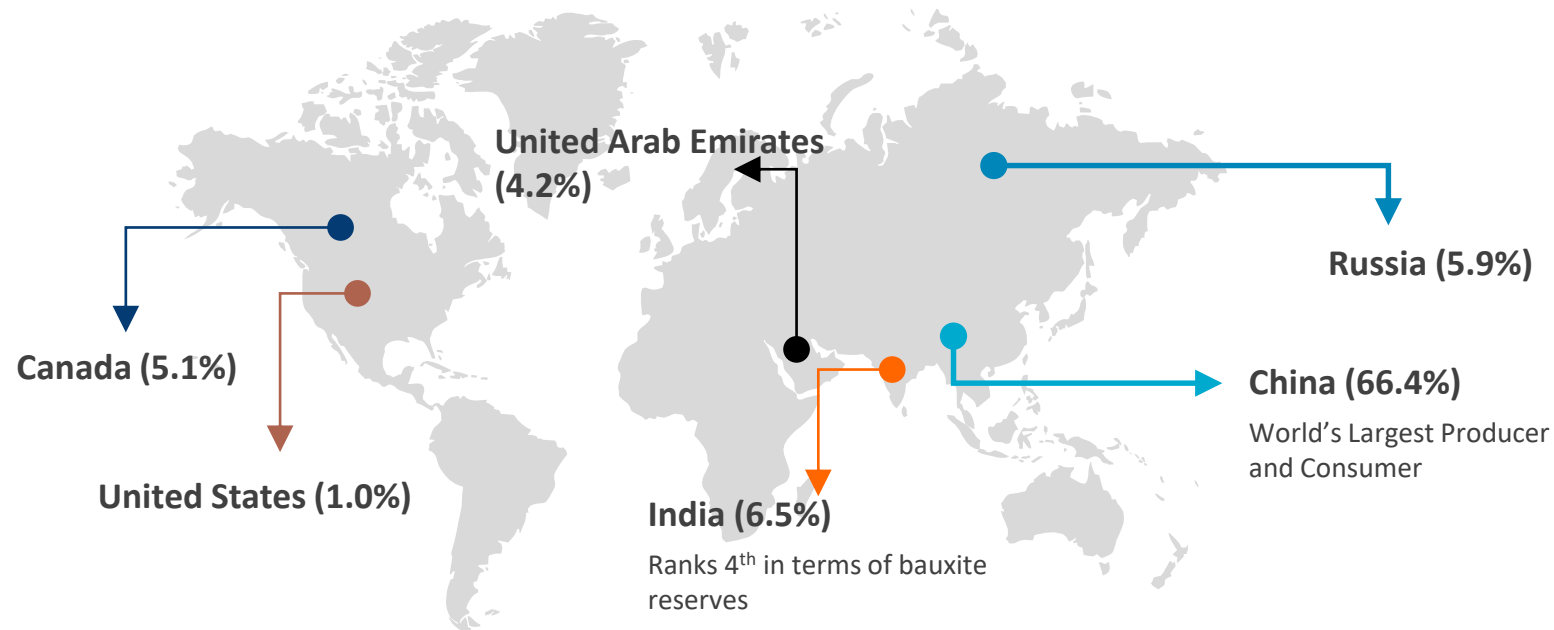 United Arab Emirates
(4.2%)
Russia (5.9%)
Canada (5.1%)
China (66.4%)
World’s Largest Producer
and Consumer
United States (1.0%)
India (6.5%)
Ranks 4th in terms of bauxite
reserves